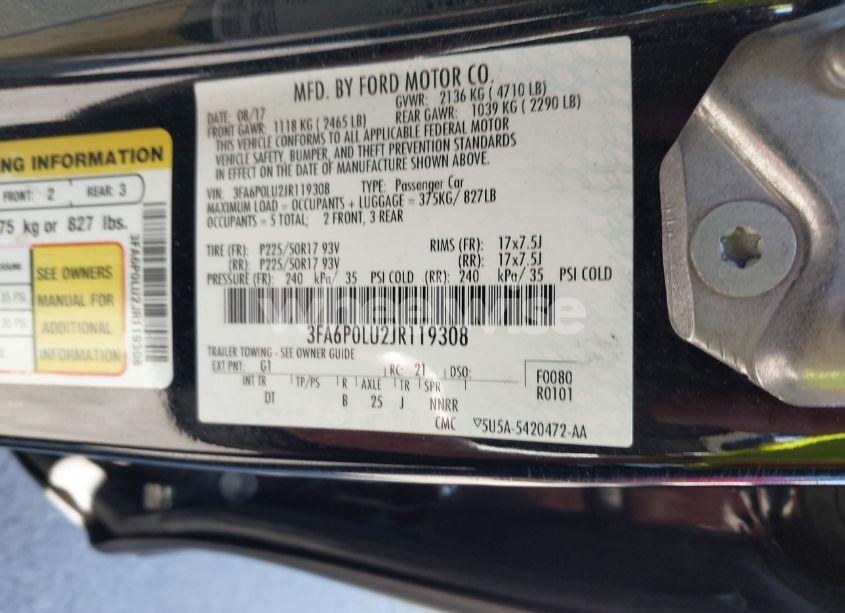 MFD. BY FORD MOTOR CO.
DATE: 08/17 GVWR: 2136 KG ( 4710 LB)
FRONT GAWR: 1118 KG ( 2465 LB) REAR GAWR: 1039 KG ( 2290 LB)
THIS VEHICLE CONFORMS TO ALL APPLICABLE FEDERAL MOTOR
VEHICLE SAFETY, BUMPER, AND THEFT PREVENTION STANDARDS
IN EFFECT ON THE DATE OF MANUFACTURE SHOWN ABOVE.
VIN: 3FA6P0LU2JR119308 TYPE: Passenger Car
MAXIMUM LOAD = OCCUPANTS + LUGGAGE = 375KG/ 827LB
OCCUPANTS = 5 TOTAL; 2 FRONT, 3 REAR
TIRE (FR): P225/50R17 93V RIMS (FR): 17x7.5J
(RR): P225/50R17 93V (RR): 17x7.5J
PRESSURE (FR): 240 kPa/ 35 PSI COLD (RR): 240 kPa/ 35 PSI COLD
WheelWise
3FA6P0LU2JR119308
TRAILER TOWING - SEE OWNER GUIDE
EXT PNT: G1 RC: 21 DSO:
INT TR TP/PS R AXLE TR SPR
DT B 25 J NNRR
F0080
R0101
CMC ▽5U5A-5420472-AA
NG INFORMATION
FRONT: 2 REAR: 3
75 kg or 827 lbs.
SEE OWNERS
MANUAL FOR
ADDITIONAL
INFORMATION
35 PSI
35 PSI
3FA6P0LU2JR119308